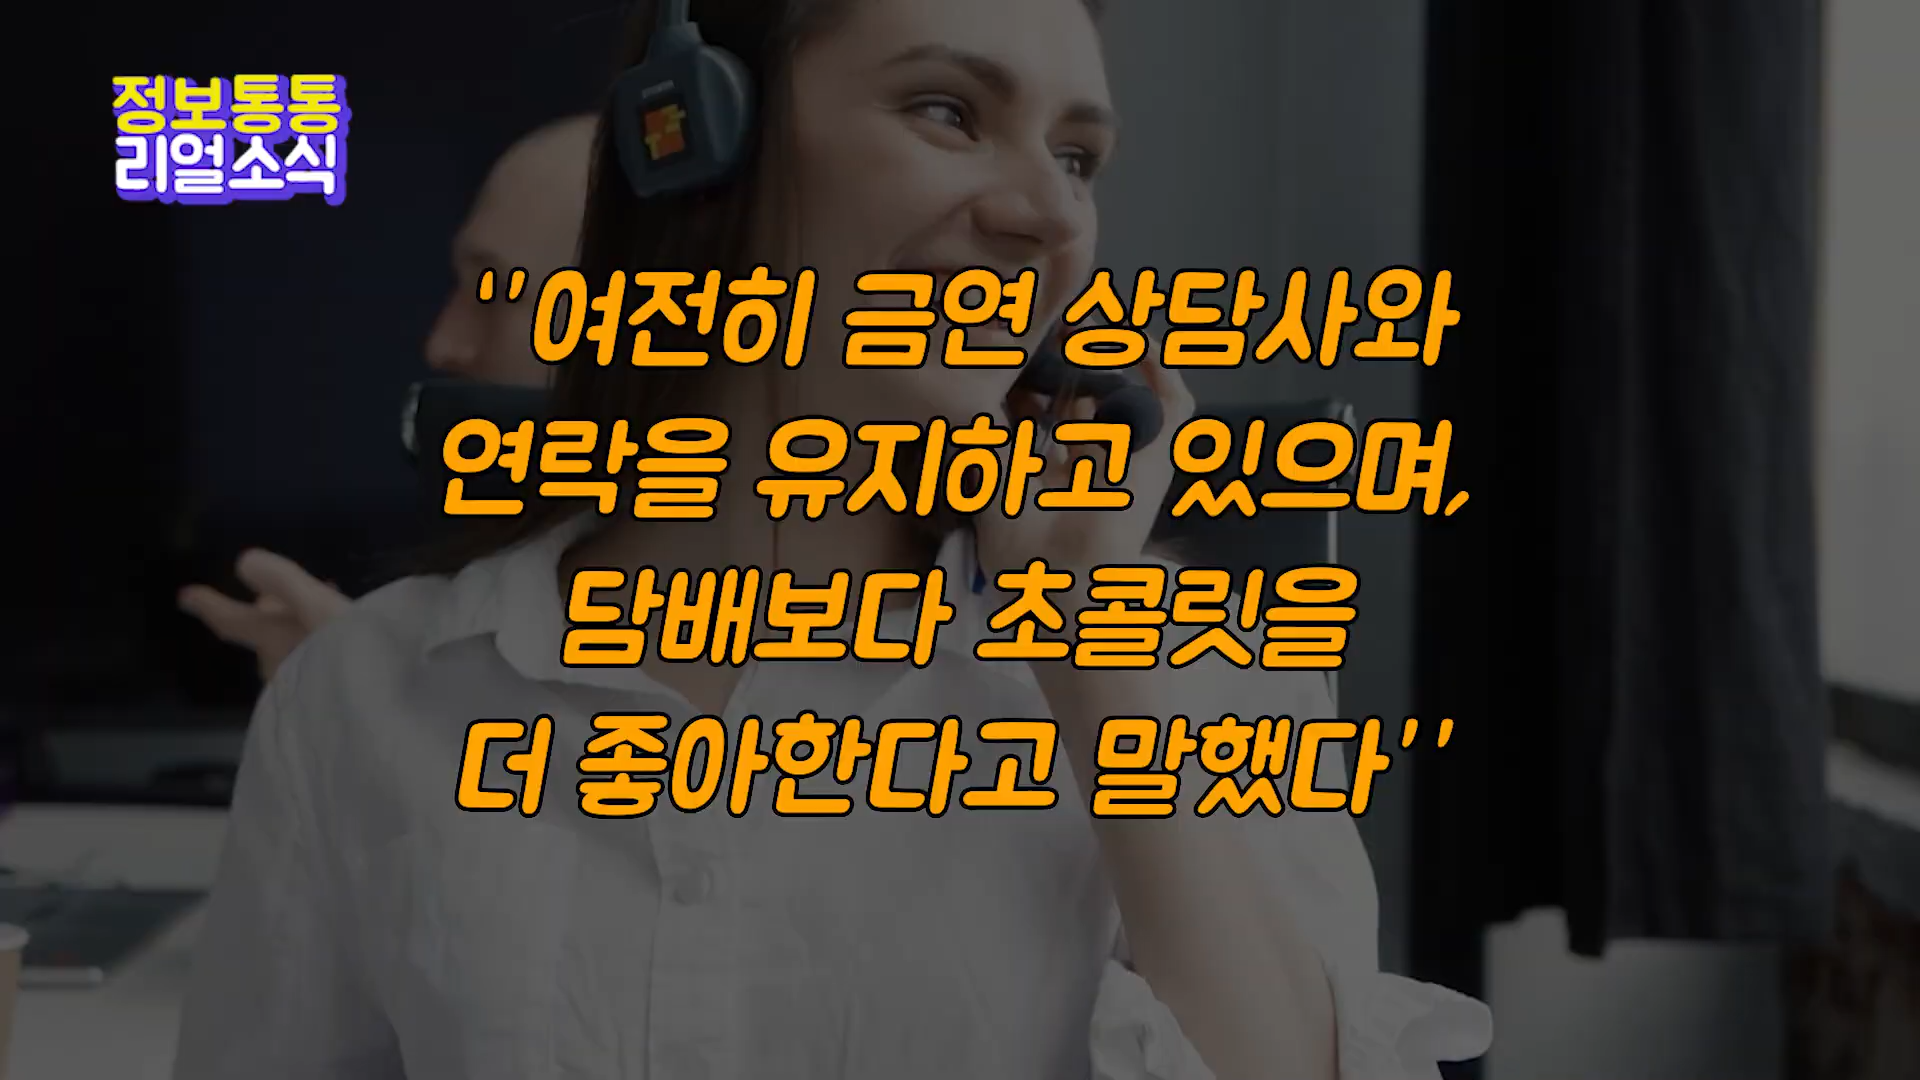 정보통통
리얼소식
"여전히 금연 상담사와
연락을 유지하고 있으며,
담배보다 초콜릿을
더 좋아한다고 말했다"